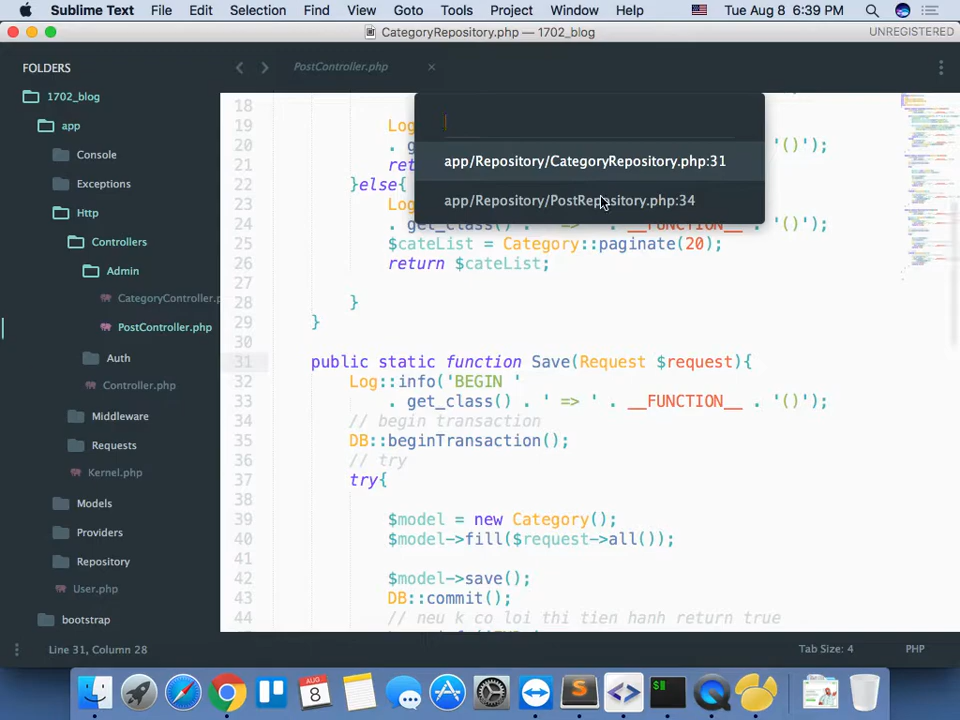 Sublime Text File Edit Selection Find View Goto Tools Project Window Help Tue Aug 8 6:39 PM
CategoryRepository.php — 1702_blog UNREGISTERED
FOLDERS
1702_blog
app
Console
Exceptions
Http
Controllers
Admin
CategoryController.p
PostController.php
Auth
Controller.php
Middleware
Requests
Kernel.php
Models
Providers
Repository
User.php
bootstrap
PostController.php
app/Repository/CategoryRepository.php:31
app/Repository/PostRepository.php:34
18
19 Log
20 . g '()');
21 ret
22 }else{
23 Log
24 . get_class() . ' => ' . __FUNCTION__ . '()');
25 $cateList = Category::paginate(20);
26 return $cateList;
27
28 }
29 }
30
31 public static function Save(Request $request){
32 Log::info('BEGIN '
33 . get_class() . ' => ' . __FUNCTION__ . '()');
34 // begin transaction
35 DB::beginTransaction();
36 // try
37 try{
38
39 $model = new Category();
40 $model->fill($request->all());
41
42 $model->save();
43 DB::commit();
44 // neu k co loi thi tien hanh return true
Line 31, Column 28 Tab Size: 4 PHP
AUG
8